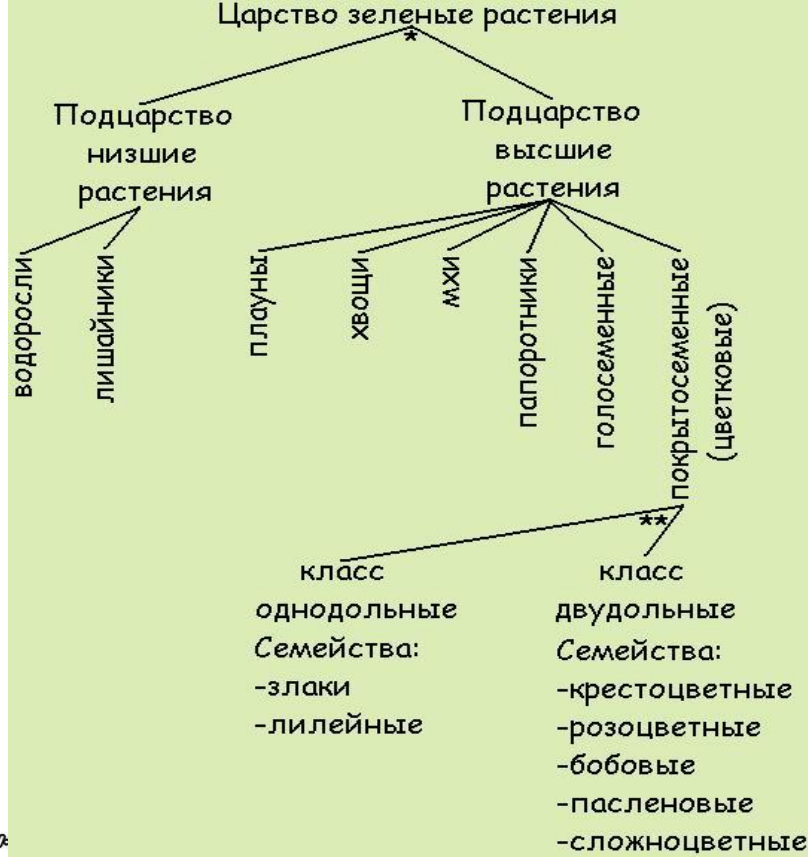 Царство зеленые растения
*
Подцарство
низшие
растения
Подцарство
высшие
растения
водоросли
лишайники
плауны
хвощи
мхи
папоротники
голосеменные
покрытосеменные
(цветковые)
**
класс
однодольные
Семейства:
-злаки
-лилейные
класс
двудольные
Семейства:
-крестоцветные
-розоцветные
-бобовые
-пасленовые
-сложноцветные